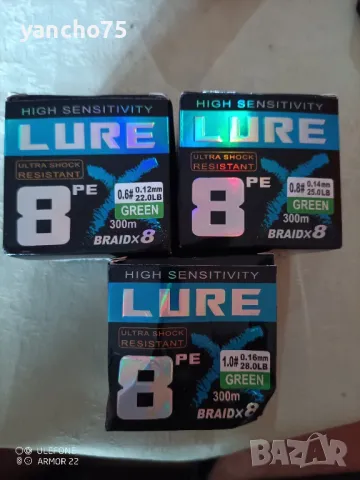 yancho75
HIGH SENSITIVITY
LURE
ULTRA SHOCK
RESISTANT
8 PE
0.6# 0.12mm
22.0LB
GREEN
300m
BRAIDX8
HIGH SENSITIVITY
LURE
ULTRA SHOCK
RESISTANT
8 PE
0.8# 0.14mm
25.0LB
GREEN
300m
BRAIDX8
HIGH SENSITIVITY
LURE
ULTRA SHOCK
RESISTANT
8 PE
1.0# 0.16mm
28.0LB
GREEN
300m
BRAIDX8
ULEFONE
ARMOR 22
BAZAR
bg